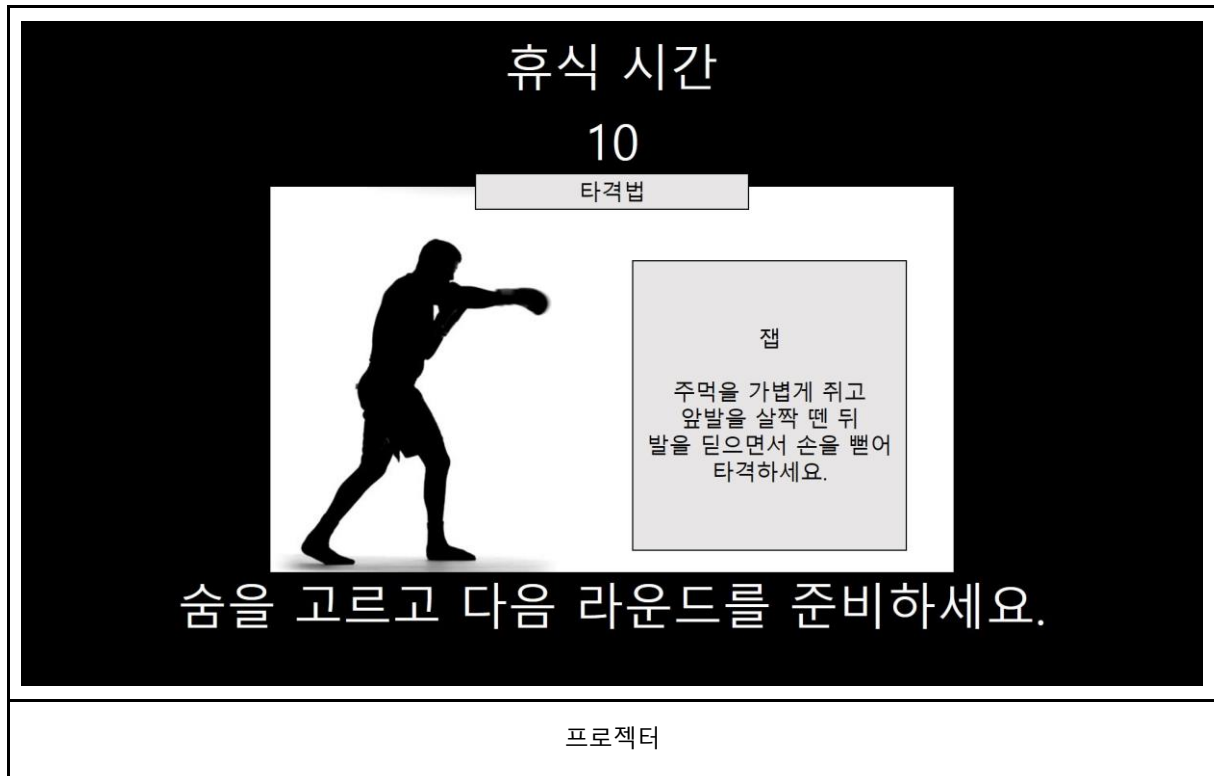 휴식 시간
10
타격법
잽
주먹을 가볍게 쥐고
앞발을 살짝 뗀 뒤
발을 딛으면서 손을 뻗어
타격하세요.
숨을 고르고 다음 라운드를 준비하세요.
프로젝터